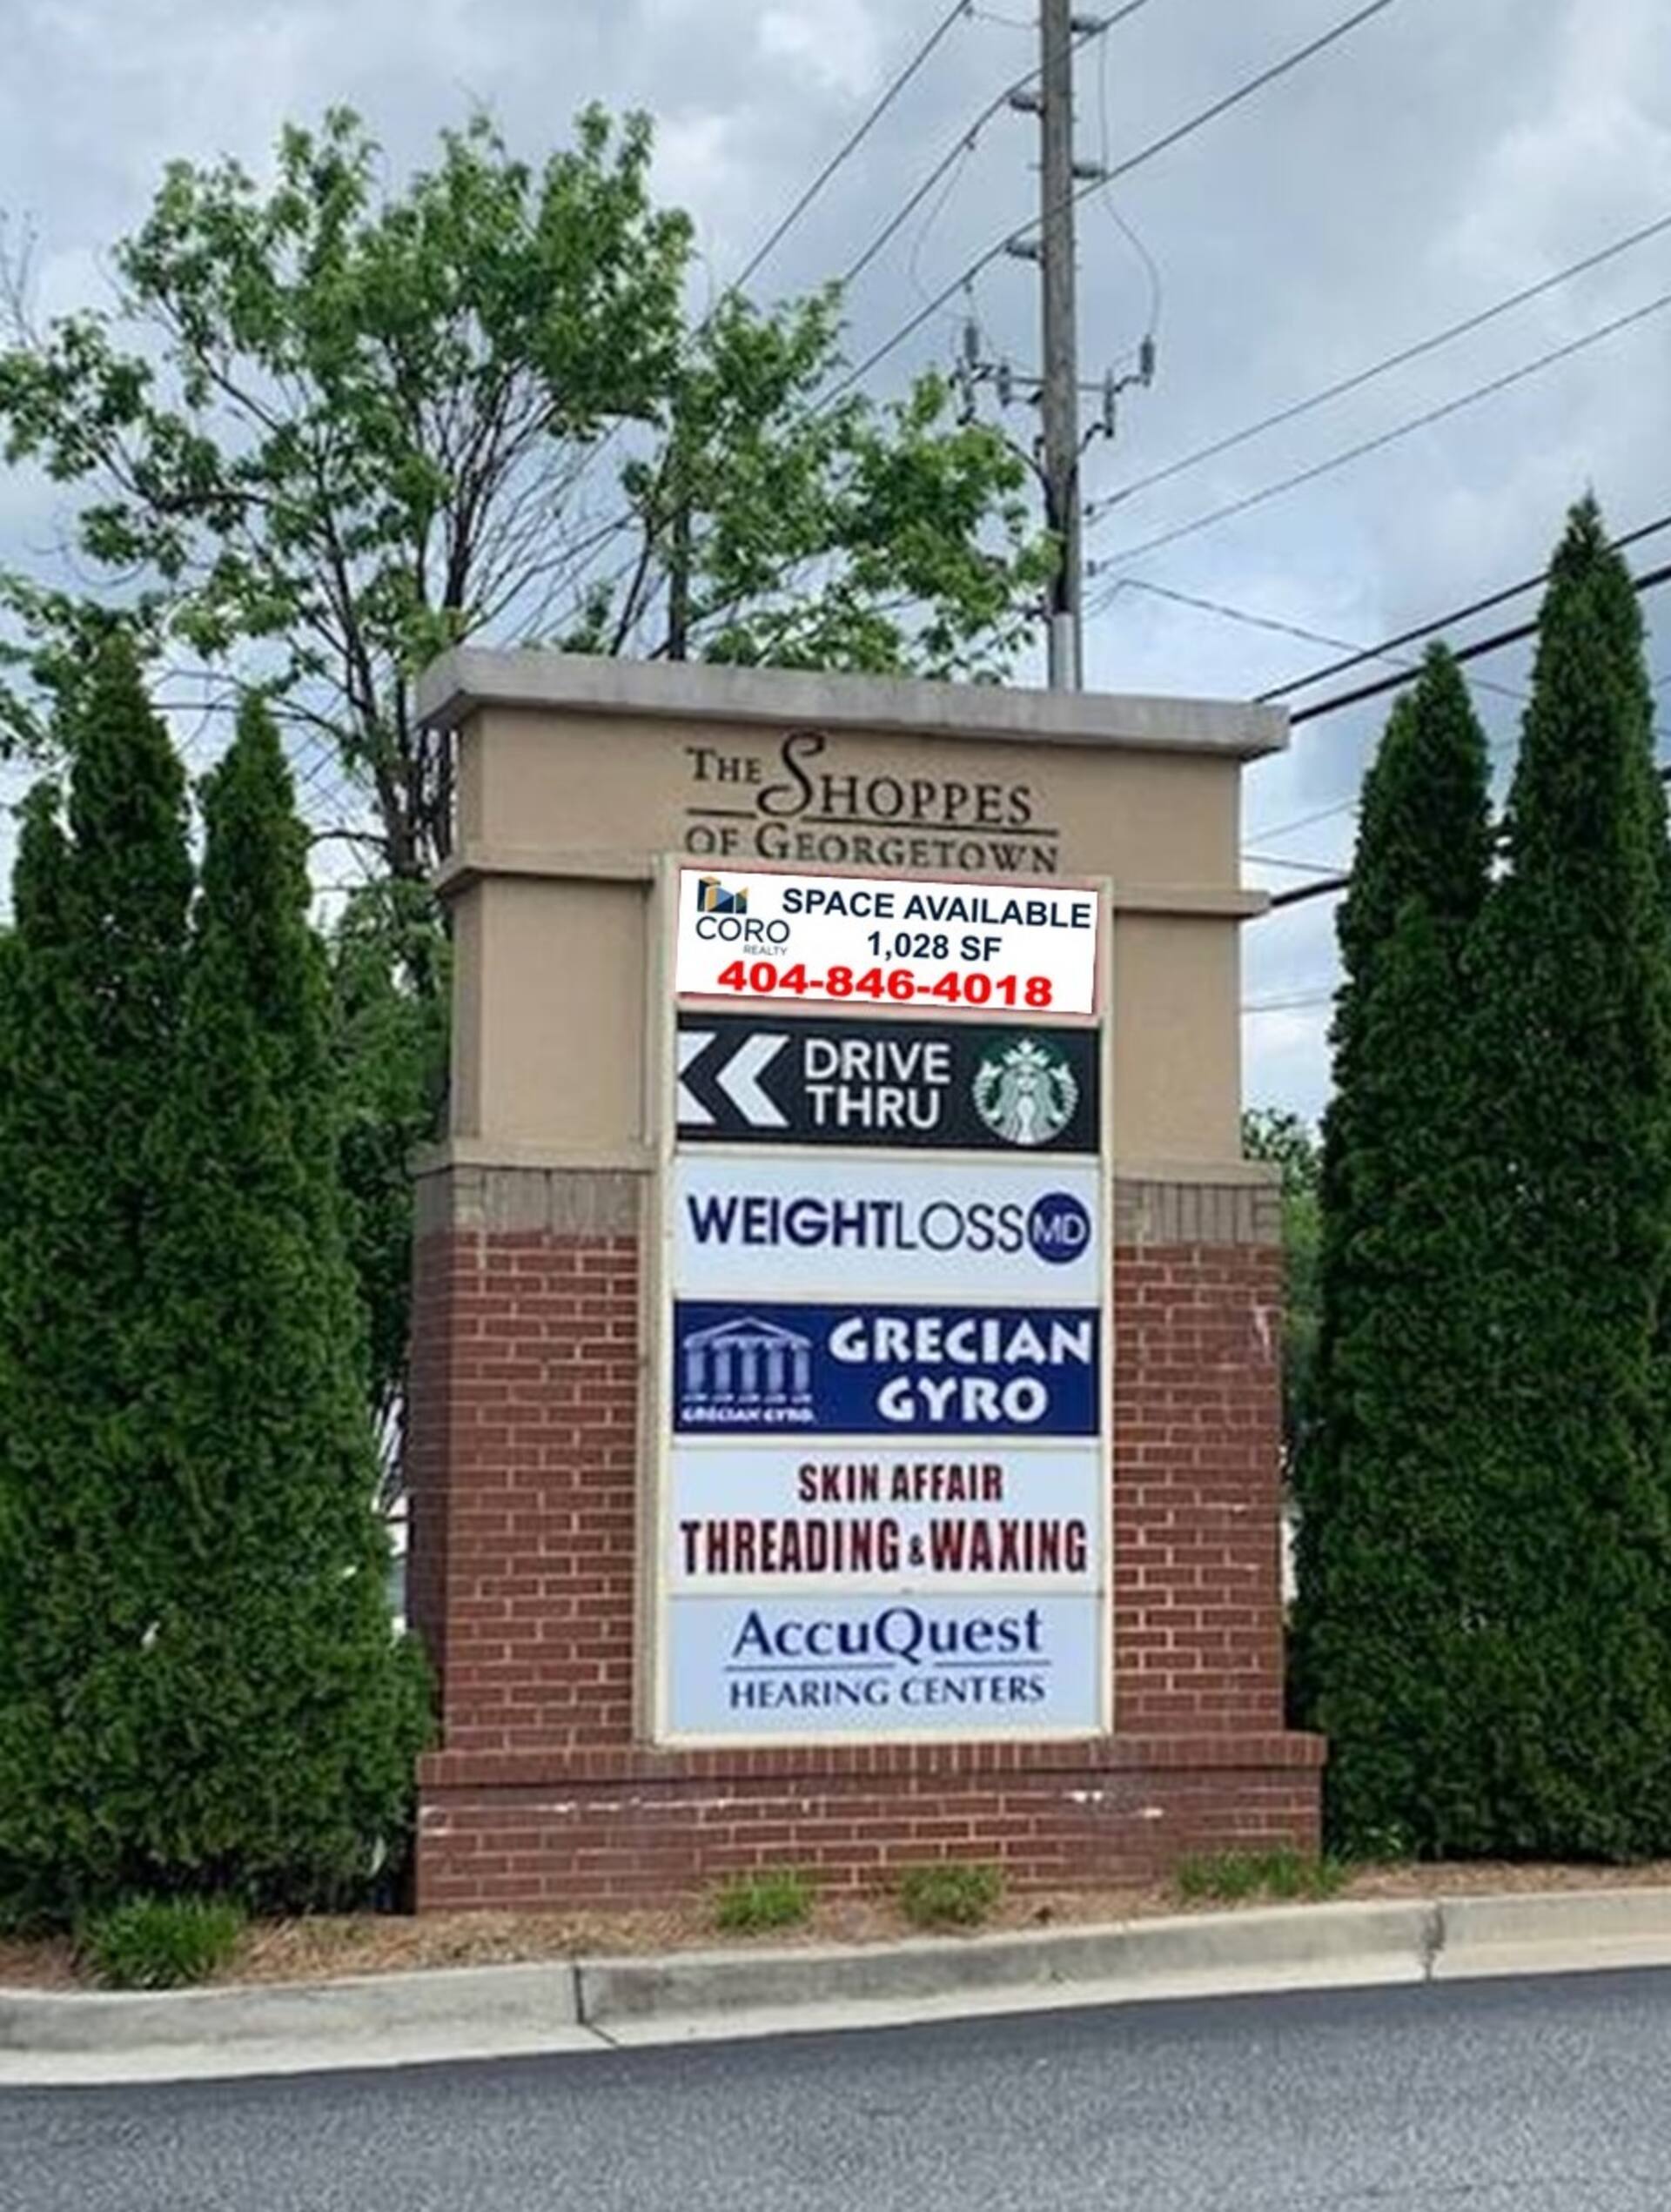 THE SHOPPES
OF GEORGETOWN
CORO
REALTY
SPACE AVAILABLE
1,028 SF
404-846-4018
DRIVE
THRU
WEIGHTLOSS MD
GRECIAN
GYRO
GRECIAN GYRO
SKIN AFFAIR
THREADING & WAXING
AccuQuest
HEARING CENTERS